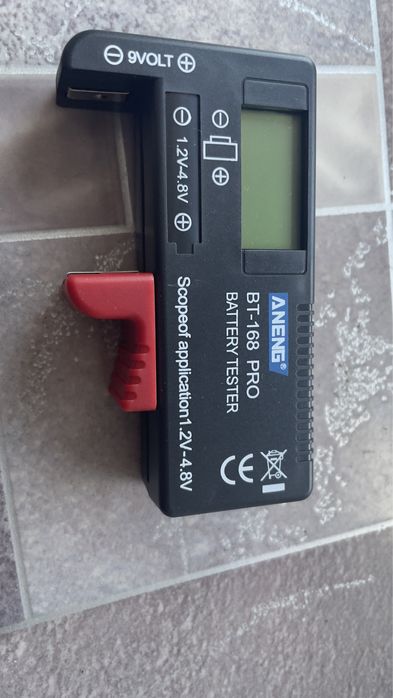 ⊖ 9VOLT ⊕
⊖ 1.2V-4.8V ⊕
⊖ ⊕
ANENG®
BT-168 PRO
BATTERY TESTER
Scopeof application1.2V-4.8V
CE